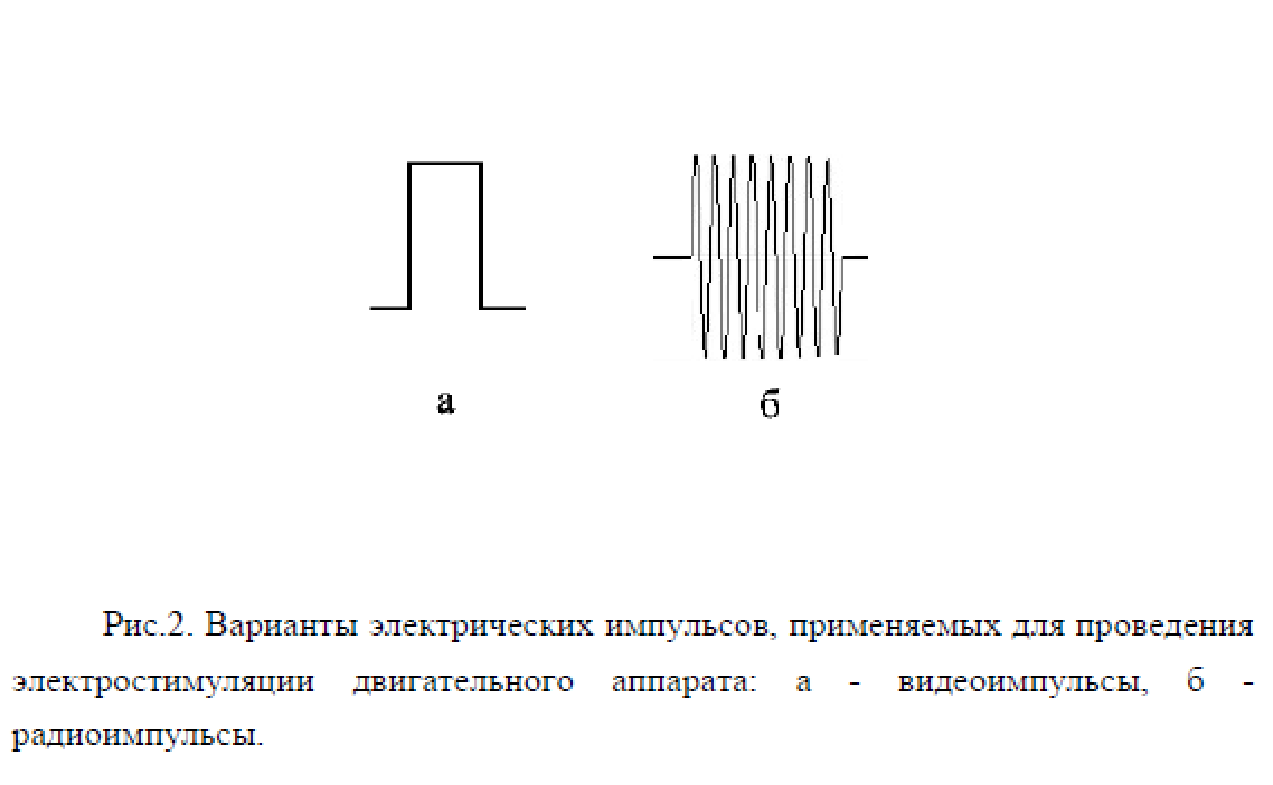 а
б
Рис.2. Варианты электрических импульсов, применяемых для проведения
электростимуляции двигательного аппарата: а - видеоимпульсы, б -
радиоимпульсы.